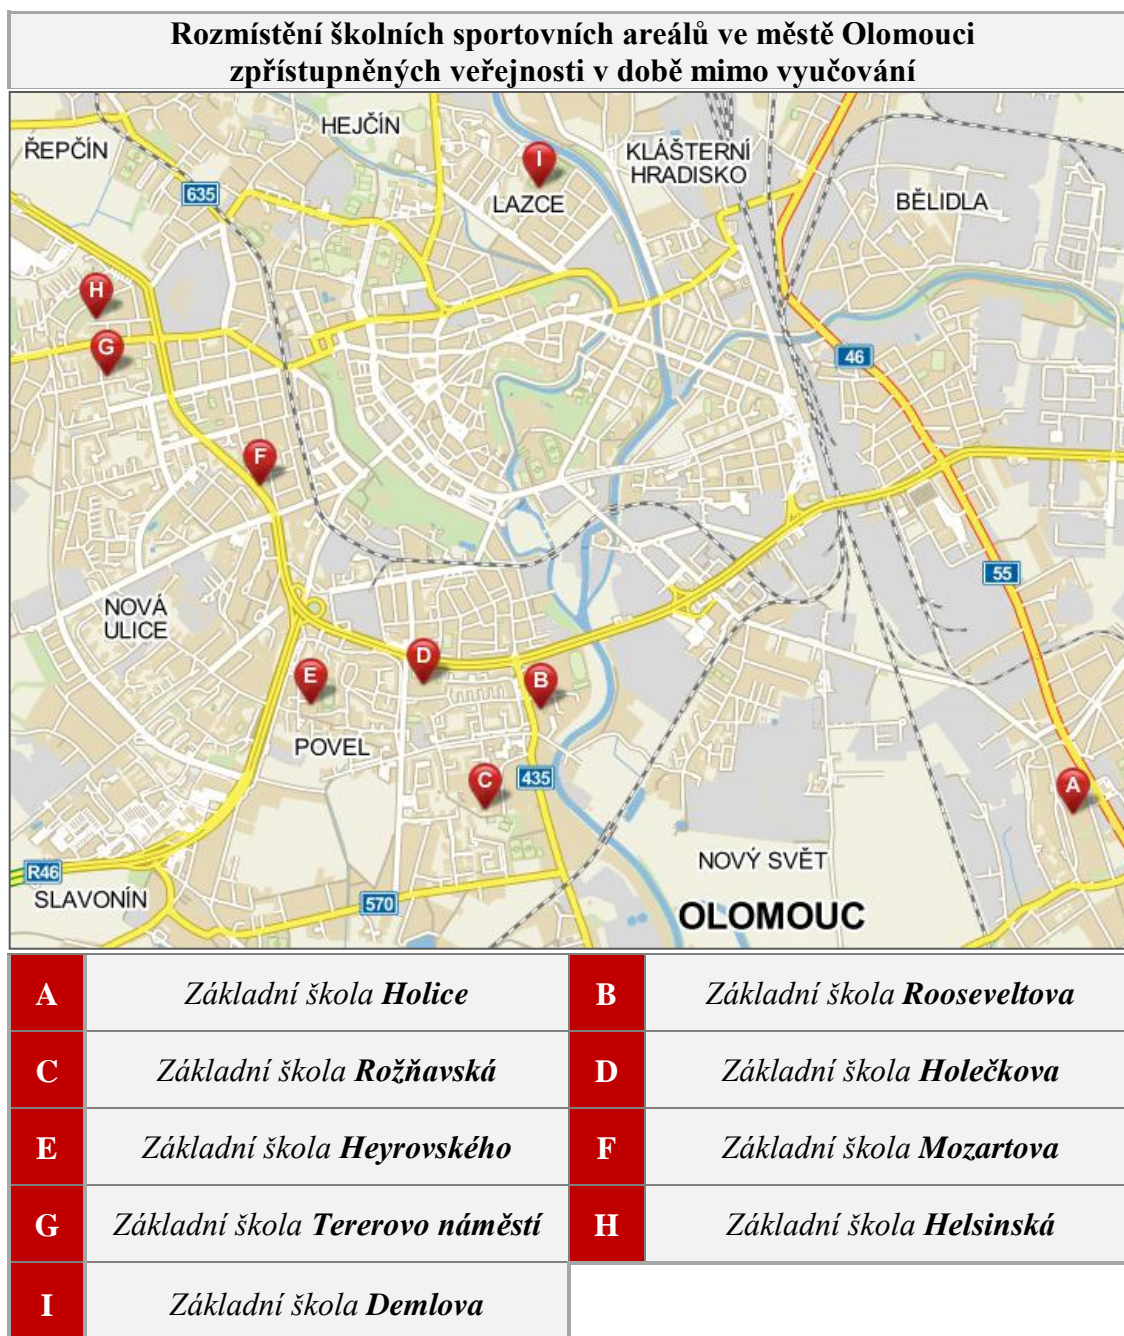 Rozmístění školních sportovních areálů ve městě Olomouci
zpřístupněných veřejnosti v době mimo vyučování
HEJČÍN
ŘEPČÍN
I
KLÁŠTERNÍ
HRADISKO
635
LAZCE
BĚLIDLA
H
G
46
F
55
NOVÁ
ULICE
D
E
B
POVEL
C
435
A
NOVÝ SVĚT
R46
SLAVONÍN
570
OLOMOUC
A Základní škola Holice B Základní škola Rooseveltova
C Základní škola Rožňavská D Základní škola Holečkova
E Základní škola Heyrovského F Základní škola Mozartova
G Základní škola Tererovo náměstí H Základní škola Helsinská
I Základní škola Demlova